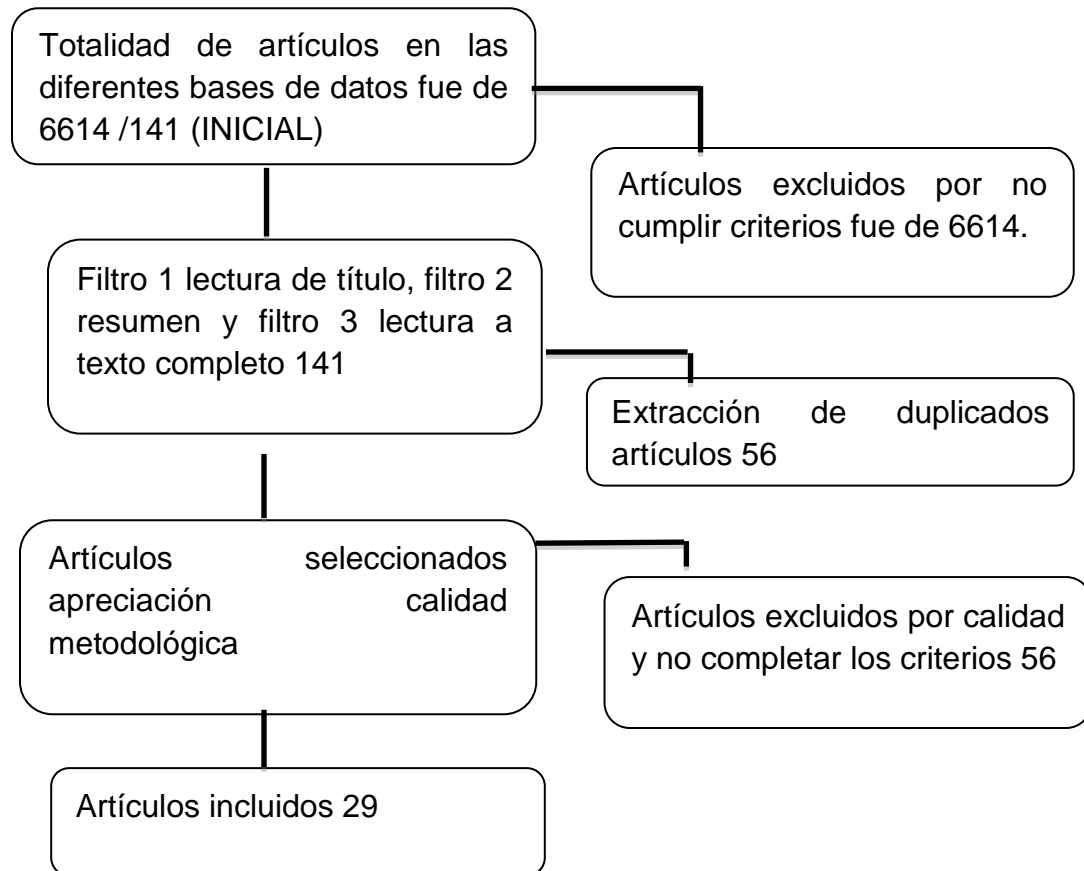 Totalidad de artículos en las
diferentes bases de datos fue de
6614 /141 (INICIAL)
Artículos excluidos por no
cumplir criterios fue de 6614.
Filtro 1 lectura de título, filtro 2
resumen y filtro 3 lectura a
texto completo 141
Extracción de duplicados
artículos 56
Artículos seleccionados
apreciación calidad
metodológica
Artículos excluidos por calidad
y no completar los criterios 56
Artículos incluidos 29